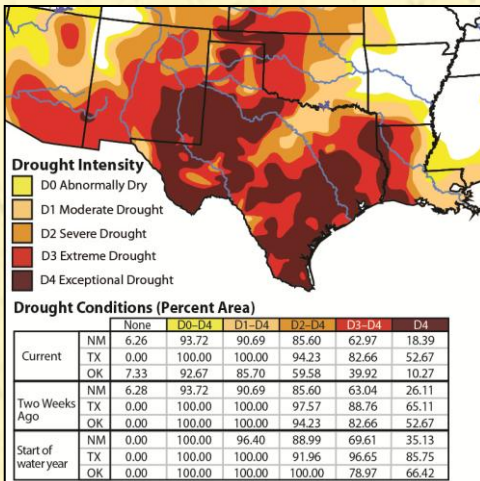 Drought Intensity
D0 Abnormally Dry
D1 Moderate Drought
D2 Severe Drought
D3 Extreme Drought
D4 Exceptional Drought
Drought Conditions (Percent Area)
None D0–D4 D1–D4 D2–D4 D3–D4 D4
Current NM 6.26 93.72 90.69 85.60 62.97 18.39
TX 0.00 100.00 100.00 94.23 82.66 52.67
OK 7.33 92.67 85.70 59.58 39.92 10.27
Two Weeks Ago NM 6.28 93.72 90.69 85.60 63.04 26.11
TX 0.00 100.00 100.00 97.57 88.76 65.11
OK 0.00 100.00 100.00 94.23 82.66 52.67
Start of water year NM 0.00 100.00 96.40 88.99 69.61 35.13
TX 0.00 100.00 100.00 91.96 96.65 85.75
OK 0.00 100.00 100.00 100.00 78.97 66.42